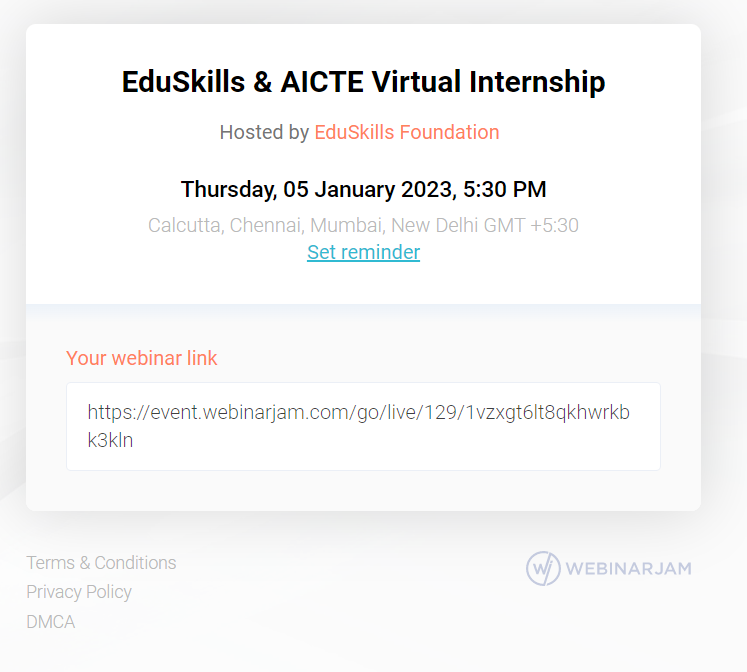 EduSkills & AICTE Virtual Internship
Hosted by EduSkills Foundation
Thursday, 05 January 2023, 5:30 PM
Calcutta, Chennai, Mumbai, New Delhi GMT +5:30
Set reminder
Your webinar link
https://event.webinarjam.com/go/live/129/1vzxgt6lt8qkhwrkb
k3kln
Terms & Conditions
WEBINARJAM
Privacy Policy
DMCA